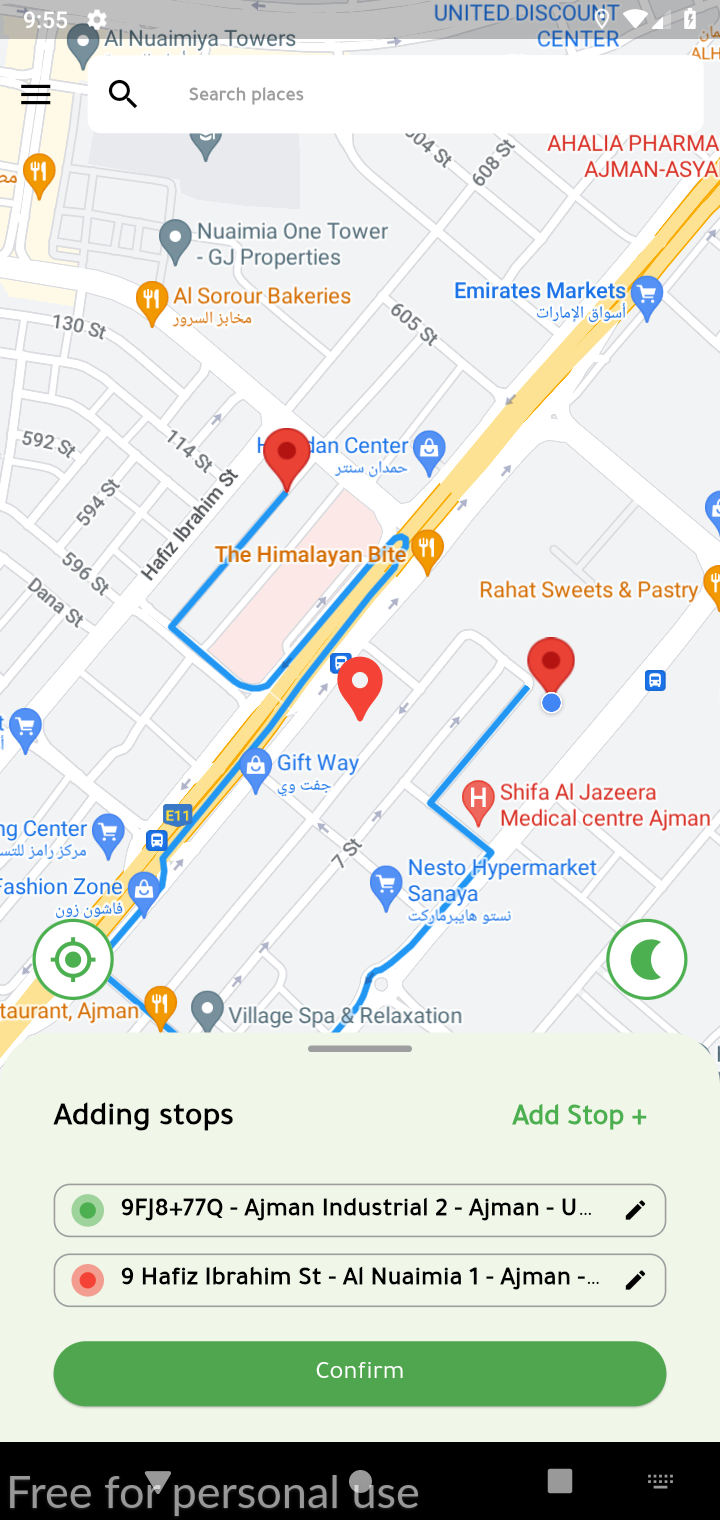 9:55
UNITED DISCOUNT
CENTER
Al Nuaimiya Towers
Search places
604 St
608 St
AHALIA PHARMA
AJMAN-ASYA
Nuaimia One Tower
- GJ Properties
Emirates Markets
أسواق الإمارات
Al Sorour Bakeries
مخابز السرور
130 St
605 St
592 St
114 St
Hafiz Ibrahim St
dan Center
حمدان سنتر
594 St
596 St
Dana St
The Himalayan Bite
Rahat Sweets & Pastry
Gift Way
جفت وي
Shifa Al Jazeera
Medical centre Ajman
E11
ng Center
مركز رامز للتس
7 St
Nesto Hypermarket
Sanaya
نستو هايبرماركت
Fashion Zone
فاشون زون
taurant, Ajman
Village Spa & Relaxation
Adding stops
Add Stop +
9FJ8+77Q - Ajman Industrial 2 - Ajman - U...
9 Hafiz Ibrahim St - Al Nuaimia 1 - Ajman -...
Confirm
Free for personal use